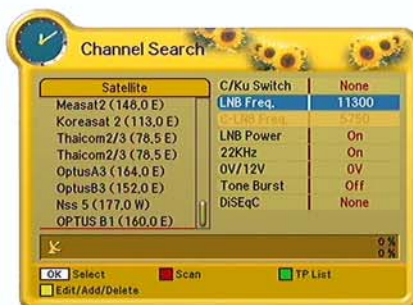 Channel Search
Satellite
Measat2 (148,0 E)
Koreasat 2 (113,0 E)
Thaicom2/3 (78,5 E)
Thaicom2/3 (78,5 E)
OptusA3 (164,0 E)
OptusB3 (152,0 E)
Nss 5 (177,0 W)
OPTUS B1 (160,0 E)
C/Ku Switch None
LNB Freq. 11300
C-LNB Freq. 5750
LNB Power On
22KHz On
0V/12V 0V
Tone Burst Off
DiSEqC None
0 %
0 %
OK Select Scan TP List
Edit/Add/Delete